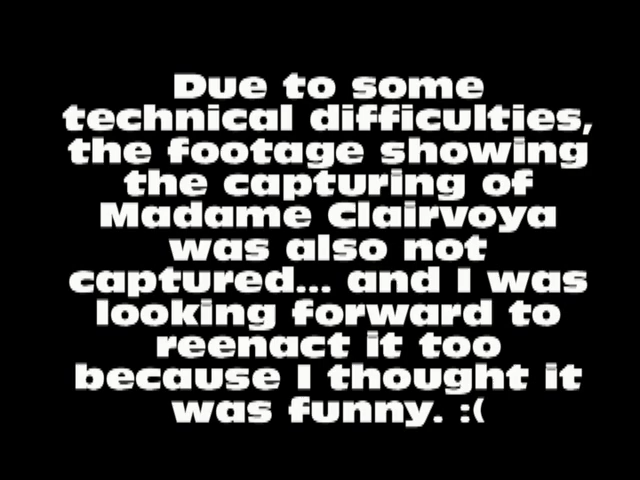 Due to some
technical difficulties,
the footage showing
the capturing of
Madame Clairvoya
was also not
captured... and I was
looking forward to
reenact it too
because I thought it
was funny. :(